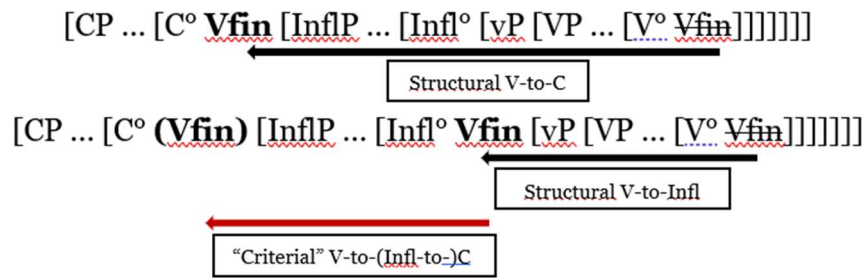 [CP ... [C° Vfin [InflP ... [Infl° [vP [VP ... [V° Vfin]]]]]]]
Structural V-to-C
[CP ... [C° (Vfin) [InflP ... [Infl° Vfin [vP [VP ... [V° Vfin]]]]]]]
Structural V-to-Infl
“Criterial” V-to-(Infl-to-)C